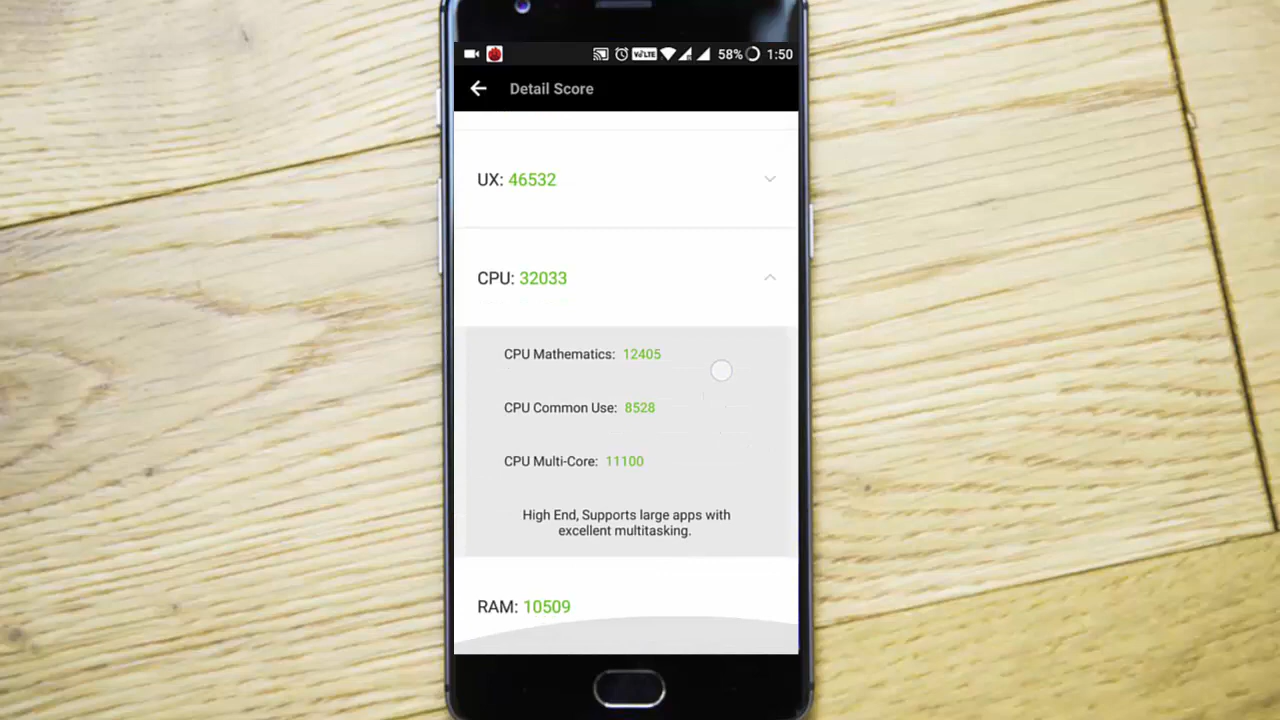 VoLTE 58% 1:50
Detail Score
UX: 46532
CPU: 32033
CPU Mathematics: 12405
CPU Common Use: 8528
CPU Multi-Core: 11100
High End, Supports large apps with
excellent multitasking.
RAM: 10509